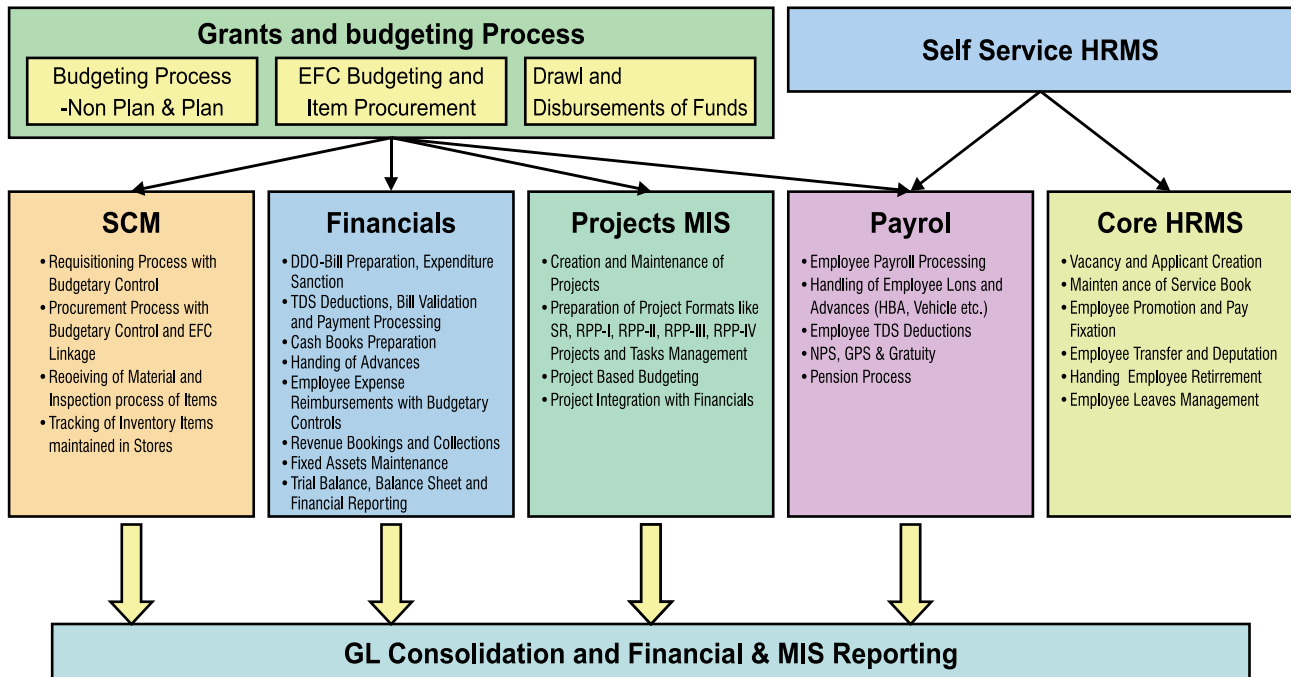 Grants and budgeting Process
Budgeting Process
-Non Plan & Plan
EFC Budgeting and
Item Procurement
Drawl and
Disbursements of Funds
Self Service HRMS
SCM
• Requisitioning Process with
Budgetary Control
• Procurement Process with
Budgetary Control and EFC
Linkage
• Reoeiving of Material and
Inspection process of Items
• Tracking of Inventory Items
maintained in Stores
Financials
• DDO-Bill Preparation, Expenditure
Sanction
• TDS Deductions, Bill Validation
and Payment Processing
• Cash Books Preparation
• Handing of Advances
• Employee Expense
Reimbursements with Budgetary
Controls
• Revenue Bookings and Collections
• Fixed Assets Maintenance
• Trial Balance, Balance Sheet and
Financial Reporting
Projects MIS
• Creation and Maintenance of
Projects
• Preparation of Project Formats like
SR, RPP-I, RPP-II, RPP-III, RPP-IV
Projects and Tasks Management
• Project Based Budgeting
• Project Integration with Financials
Payrol
• Employee Payroll Processing
• Handling of Employee Lons and
Advances (HBA, Vehicle etc.)
• Employee TDS Deductions
• NPS, GPS & Gratuity
• Pension Process
Core HRMS
• Vacancy and Applicant Creation
• Mainten ance of Service Book
• Employee Promotion and Pay
Fixation
• Employee Transfer and Deputation
• Handing Employee Retirrement
• Employee Leaves Management
GL Consolidation and Financial & MIS Reporting